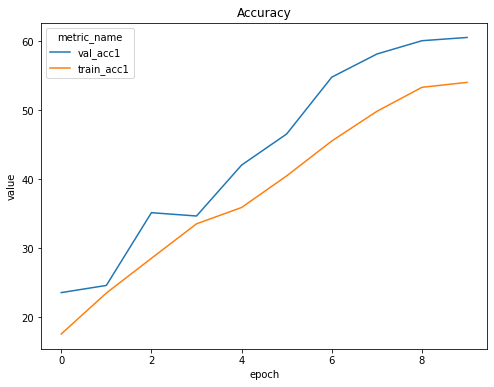 Accuracy
metric_name
val_acc1
train_acc1
60
50
40
30
20
value
0 2 4 6 8
epoch